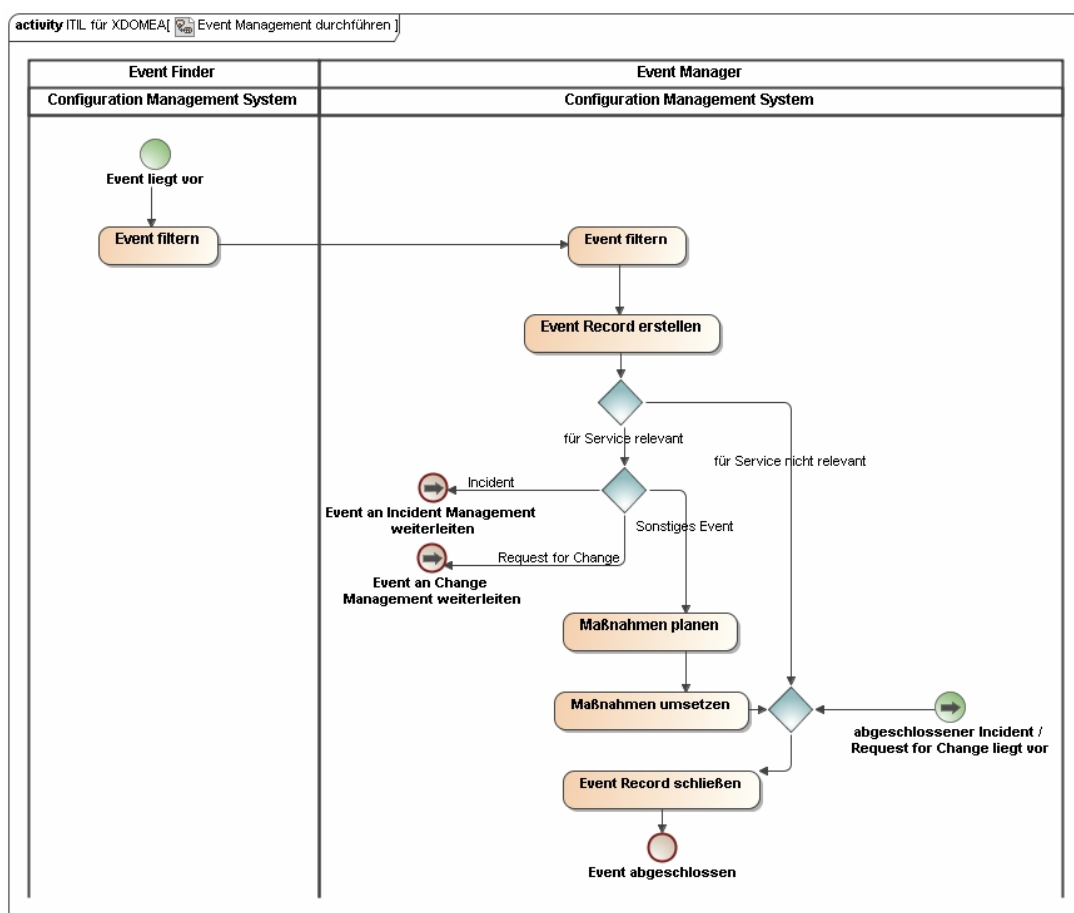 activity ITIL für XDOMEA[ Event Management durchführen ]
Event Finder
Event Manager
Configuration Management System
Configuration Management System
Event liegt vor
Event filtern
Event filtern
Event Record erstellen
für Service relevant
für Service nicht relevant
Incident
Event an Incident Management
weiterleiten
Sonstiges Event
Request for Change
Event an Change
Management weiterleiten
Maßnahmen planen
Maßnahmen umsetzen
abgeschlossener Incident /
Request for Change liegt vor
Event Record schließen
Event abgeschlossen